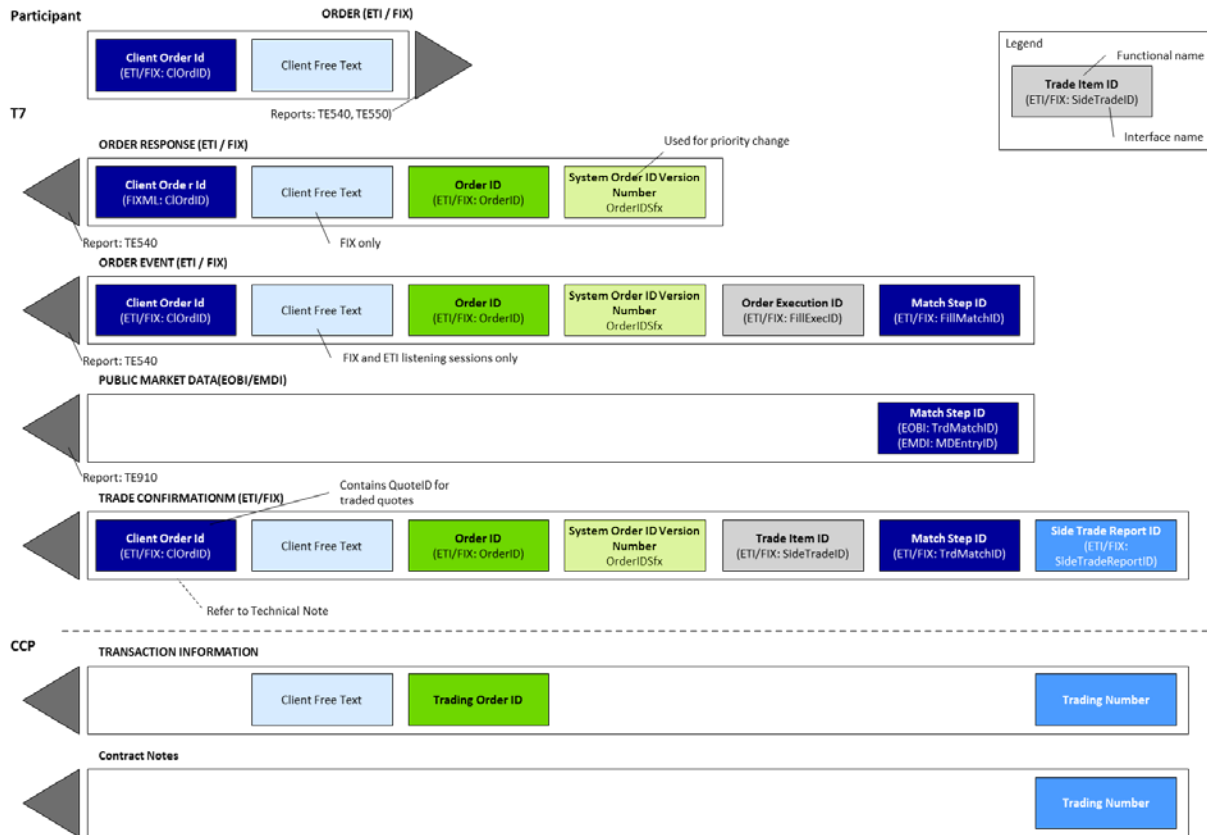 Participant
ORDER (ETI / FIX)
Client Order Id
(ETI/FIX: ClOrdID)
Client Free Text
Reports: TE540, TE550)
Legend
Functional name
Trade Item ID
(ETI/FIX: SideTradeID)
Interface name
T7
ORDER RESPONSE (ETI / FIX)
Used for priority change
Client Orde r Id
(FIXML: ClOrdID)
Client Free Text
Order ID
(ETI/FIX: OrderID)
System Order ID Version
Number
OrderIDSfx
Report: TE540
FIX only
ORDER EVENT (ETI / FIX)
Client Order Id
(ETI/FIX: ClOrdID)
Client Free Text
Order ID
(ETI/FIX: OrderID)
System Order ID Version
Number
OrderIDSfx
Order Execution ID
(ETI/FIX: FillExecID)
Match Step ID
(ETI/FIX: FillMatchID)
Report: TE540
FIX and ETI listening sessions only
PUBLIC MARKET DATA(EOBI/EMDI)
Match Step ID
(EOBI: TrdMatchID)
(EMDI: MDEntryID)
Report: TE910
Contains QuoteID for
traded quotes
TRADE CONFIRMATIONM (ETI/FIX)
Client Order Id
(ETI/FIX: ClOrdID)
Client Free Text
Order ID
(ETI/FIX: OrderID)
System Order ID Version
Number
OrderIDSfx
Trade Item ID
(ETI/FIX: SideTradeID)
Match Step ID
(ETI/FIX: TrdMatchID)
Side Trade Report ID
(ETI/FIX:
SideTradeReportID)
Refer to Technical Note
CCP
TRANSACTION INFORMATION
Client Free Text
Trading Order ID
Trading Number
Contract Notes
Trading Number